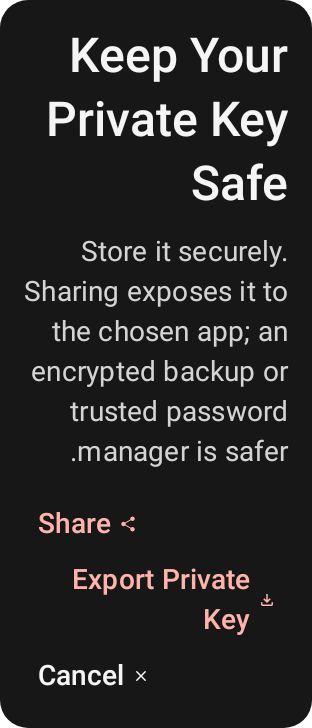 Keep Your
Private Key
Safe
Store it securely.
Sharing exposes it to
the chosen app; an
encrypted backup or
trusted password
.manager is safer
Share
Export Private
Key
Cancel